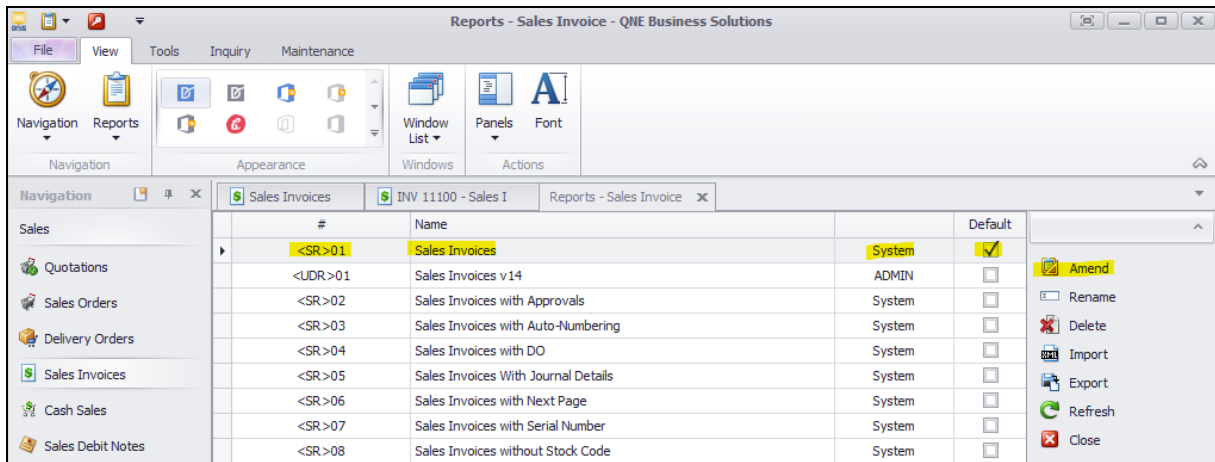 Reports - Sales Invoice - QNE Business Solutions
File View Tools Inquiry Maintenance
Navigation Reports Window List Panels Font
Navigation Appearance Windows Actions
Navigation
Sales Invoices INV 11100 - Sales I Reports - Sales Invoice
Sales
Quotations
Sales Orders
Delivery Orders
Sales Invoices
Cash Sales
Sales Debit Notes
# Name Default
<SR>01 Sales Invoices System
<UDR>01 Sales Invoices v14 ADMIN
<SR>02 Sales Invoices with Approvals System
<SR>03 Sales Invoices with Auto-Numbering System
<SR>04 Sales Invoices with DO System
<SR>05 Sales Invoices With Journal Details System
<SR>06 Sales Invoices with Next Page System
<SR>07 Sales Invoices with Serial Number System
<SR>08 Sales Invoices without Stock Code System
Amend
Rename
Delete
Import
Export
Refresh
Close